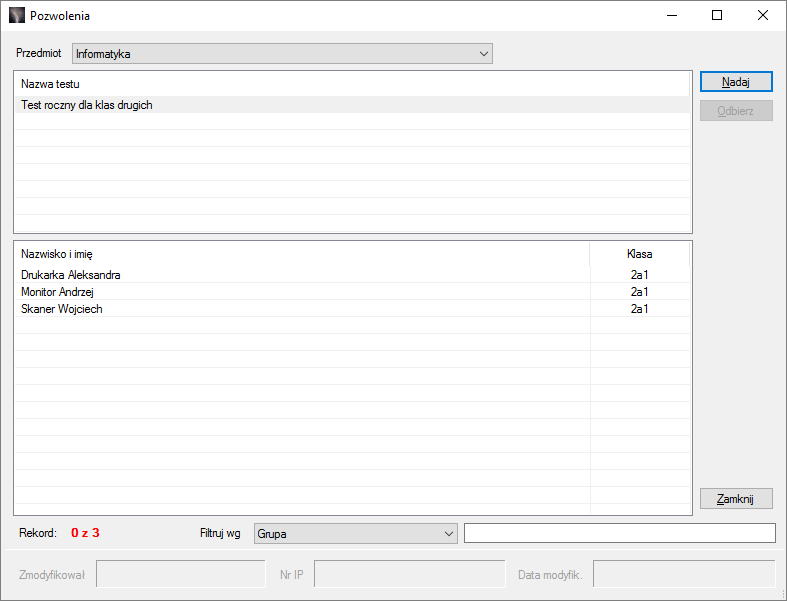 Pozwolenia
Przedmiot Informatyka
Nazwa testu
Nadaj
Test roczny dla klas drugich
Odbierz
Nazwisko i imię Klasa
Drukarka Aleksandra 2a1
Monitor Andrzej 2a1
Skaner Wojciech 2a1
Zamknij
Rekord: 0 z 3 Filtruj wg Grupa
Zmodyfikował Nr IP Data modyfik.